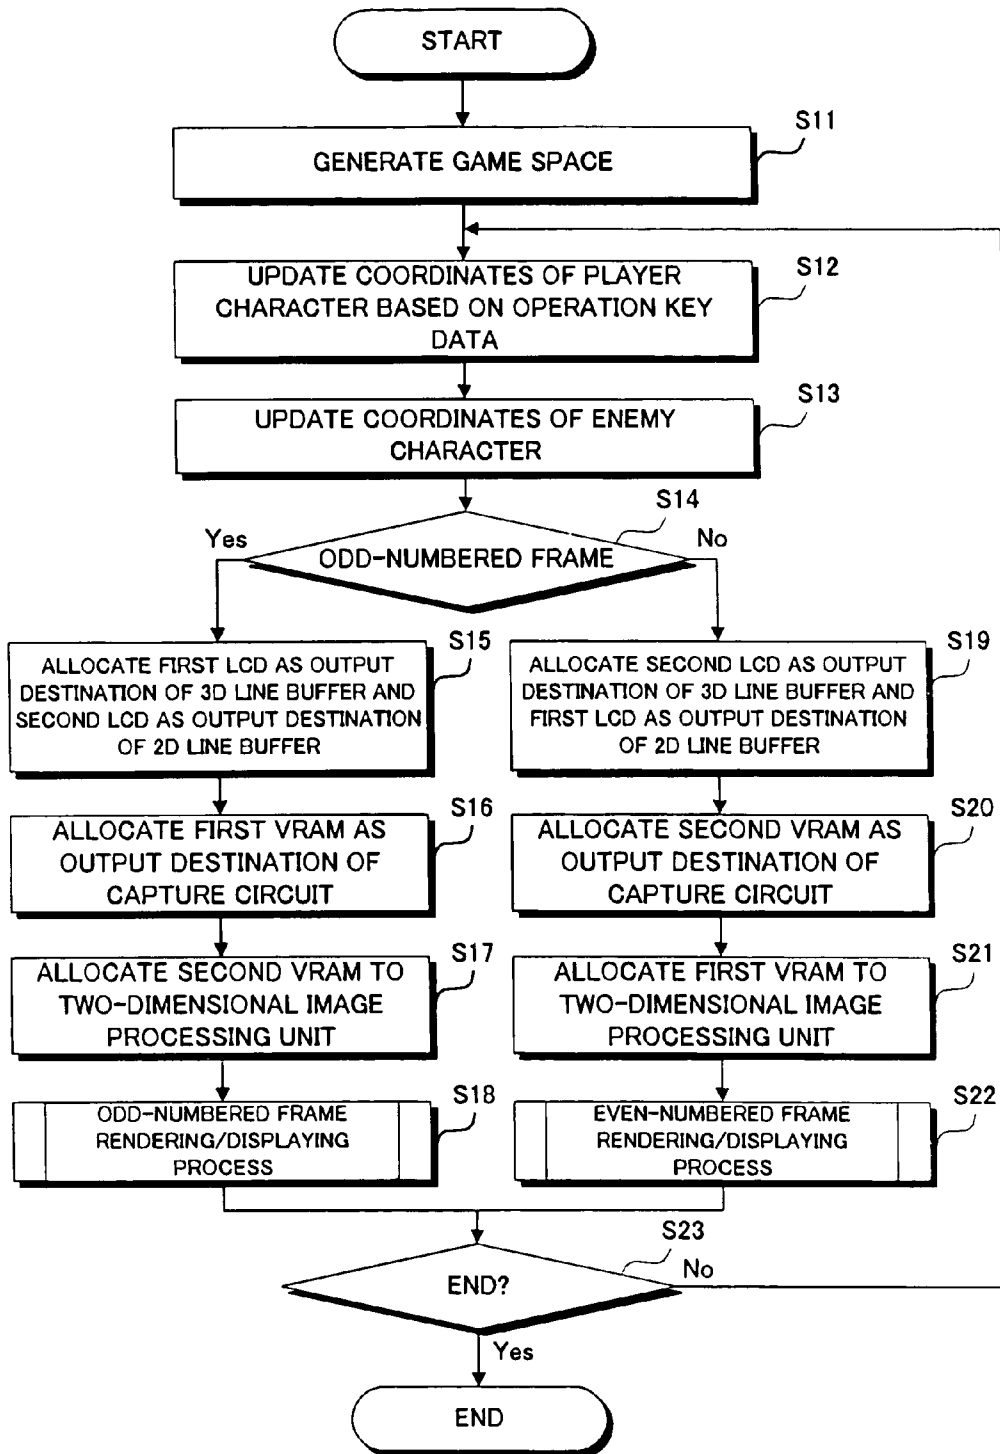 START
S11
GENERATE GAME SPACE
S12
UPDATE COORDINATES OF PLAYER
CHARACTER BASED ON OPERATION KEY
DATA
S13
UPDATE COORDINATES OF ENEMY
CHARACTER
S14
Yes
No
ODD-NUMBERED FRAME
S15
ALLOCATE FIRST LCD AS OUTPUT
DESTINATION OF 3D LINE BUFFER AND
SECOND LCD AS OUTPUT DESTINATION
OF 2D LINE BUFFER
S19
ALLOCATE SECOND LCD AS OUTPUT
DESTINATION OF 3D LINE BUFFER AND
FIRST LCD AS OUTPUT DESTINATION
OF 2D LINE BUFFER
S16
ALLOCATE FIRST VRAM AS
OUTPUT DESTINATION OF
CAPTURE CIRCUIT
S20
ALLOCATE SECOND VRAM AS
OUTPUT DESTINATION OF
CAPTURE CIRCUIT
S17
ALLOCATE SECOND VRAM TO
TWO-DIMENSIONAL IMAGE
PROCESSING UNIT
S21
ALLOCATE FIRST VRAM TO
TWO-DIMENSIONAL IMAGE
PROCESSING UNIT
S18
ODD-NUMBERED FRAME
RENDERING/DISPLAYING
PROCESS
S22
EVEN-NUMBERED FRAME
RENDERING/DISPLAYING
PROCESS
S23
END?
No
Yes
END